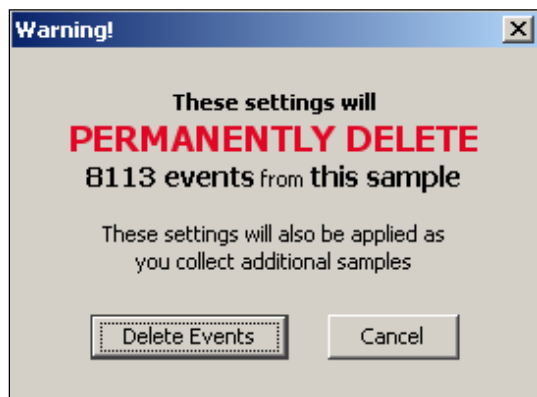 Warning!
These settings will
PERMANENTLY DELETE
8113 events from this sample
These settings will also be applied as
you collect additional samples
Delete Events Cancel